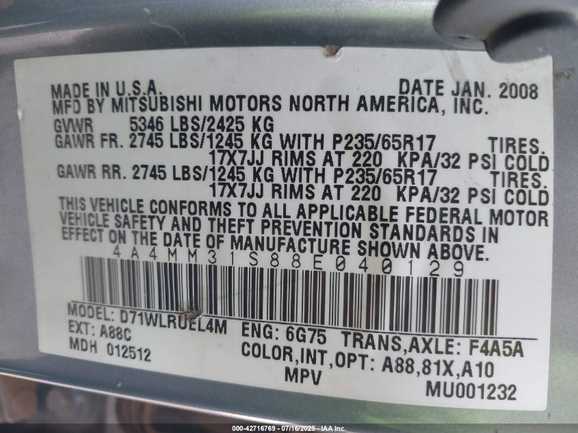 MADE IN U.S.A. DATE JAN. 2008
MFD BY MITSUBISHI MOTORS NORTH AMERICA, INC.
GVWR 5346 LBS/2425 KG
GAWR FR. 2745 LBS/1245 KG WITH P235/65R17 TIRES.
17X7JJ RIMS AT 220 KPA/32 PSI COLD
GAWR RR. 2745 LBS/1245 KG WITH P235/65R17 TIRES.
17X7JJ RIMS AT 220 KPA/32 PSI COLD
THIS VEHICLE CONFORMS TO ALL APPLICABLE FEDERAL MOTOR
VEHICLE SAFETY AND THEFT PREVENTION STANDARDS IN
EFFECT ON THE DATE OF MANUFACTURE SHOWN ABOVE.
4A4MM31S88E040129
MODEL: D71WLRUEL4M ENG: 6G75 TRANS,AXLE: F4A5A
EXT: A88C COLOR,INT,OPT: A88,81X,A10
MDH 012512 MPV MU001232
000-42716769 - 07/16/2025 - IAA Inc.